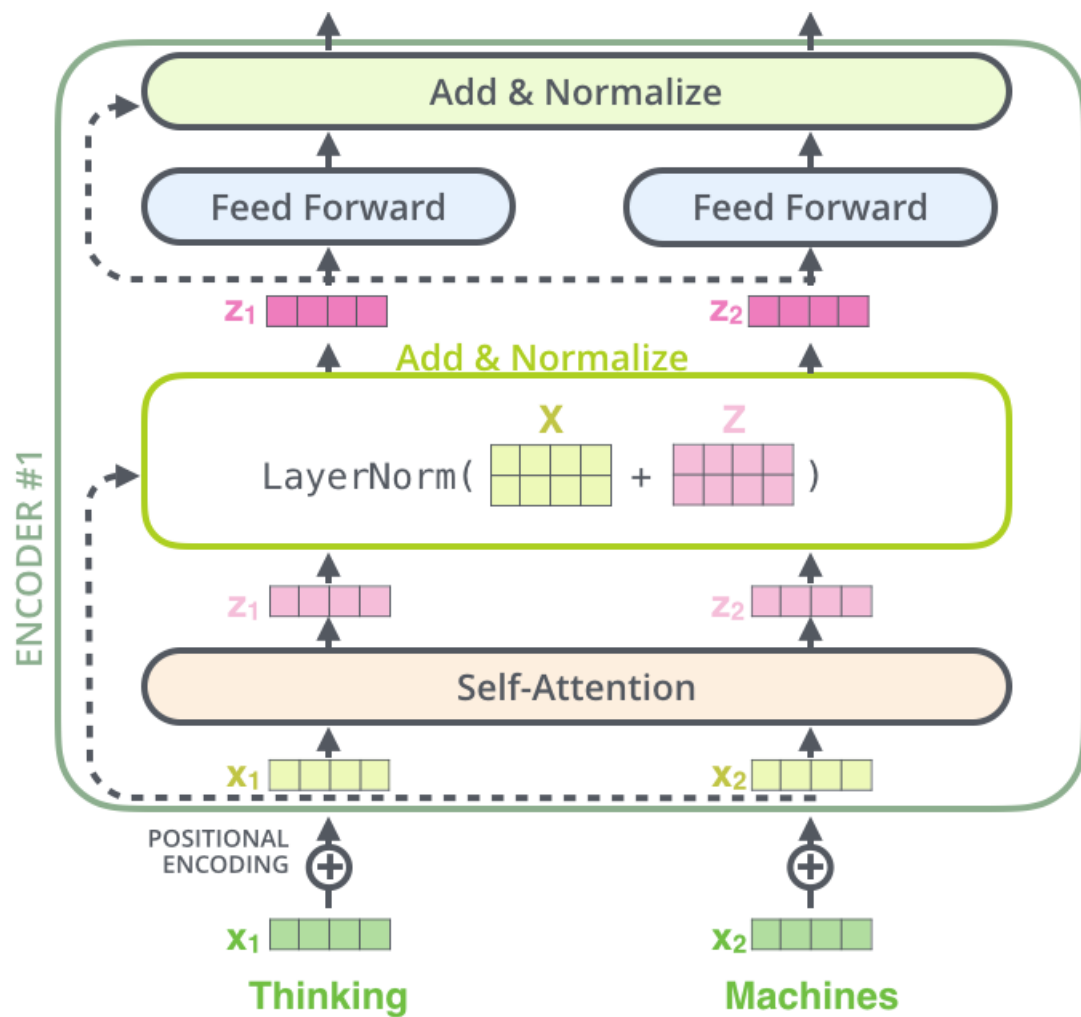 Add & Normalize
Feed Forward
Feed Forward
z1
z2
Add & Normalize
X
Z
LayerNorm( + )
ENCODER #1
z1
z2
Self-Attention
x1
x2
POSITIONAL
ENCODING
x1
x2
Thinking
Machines